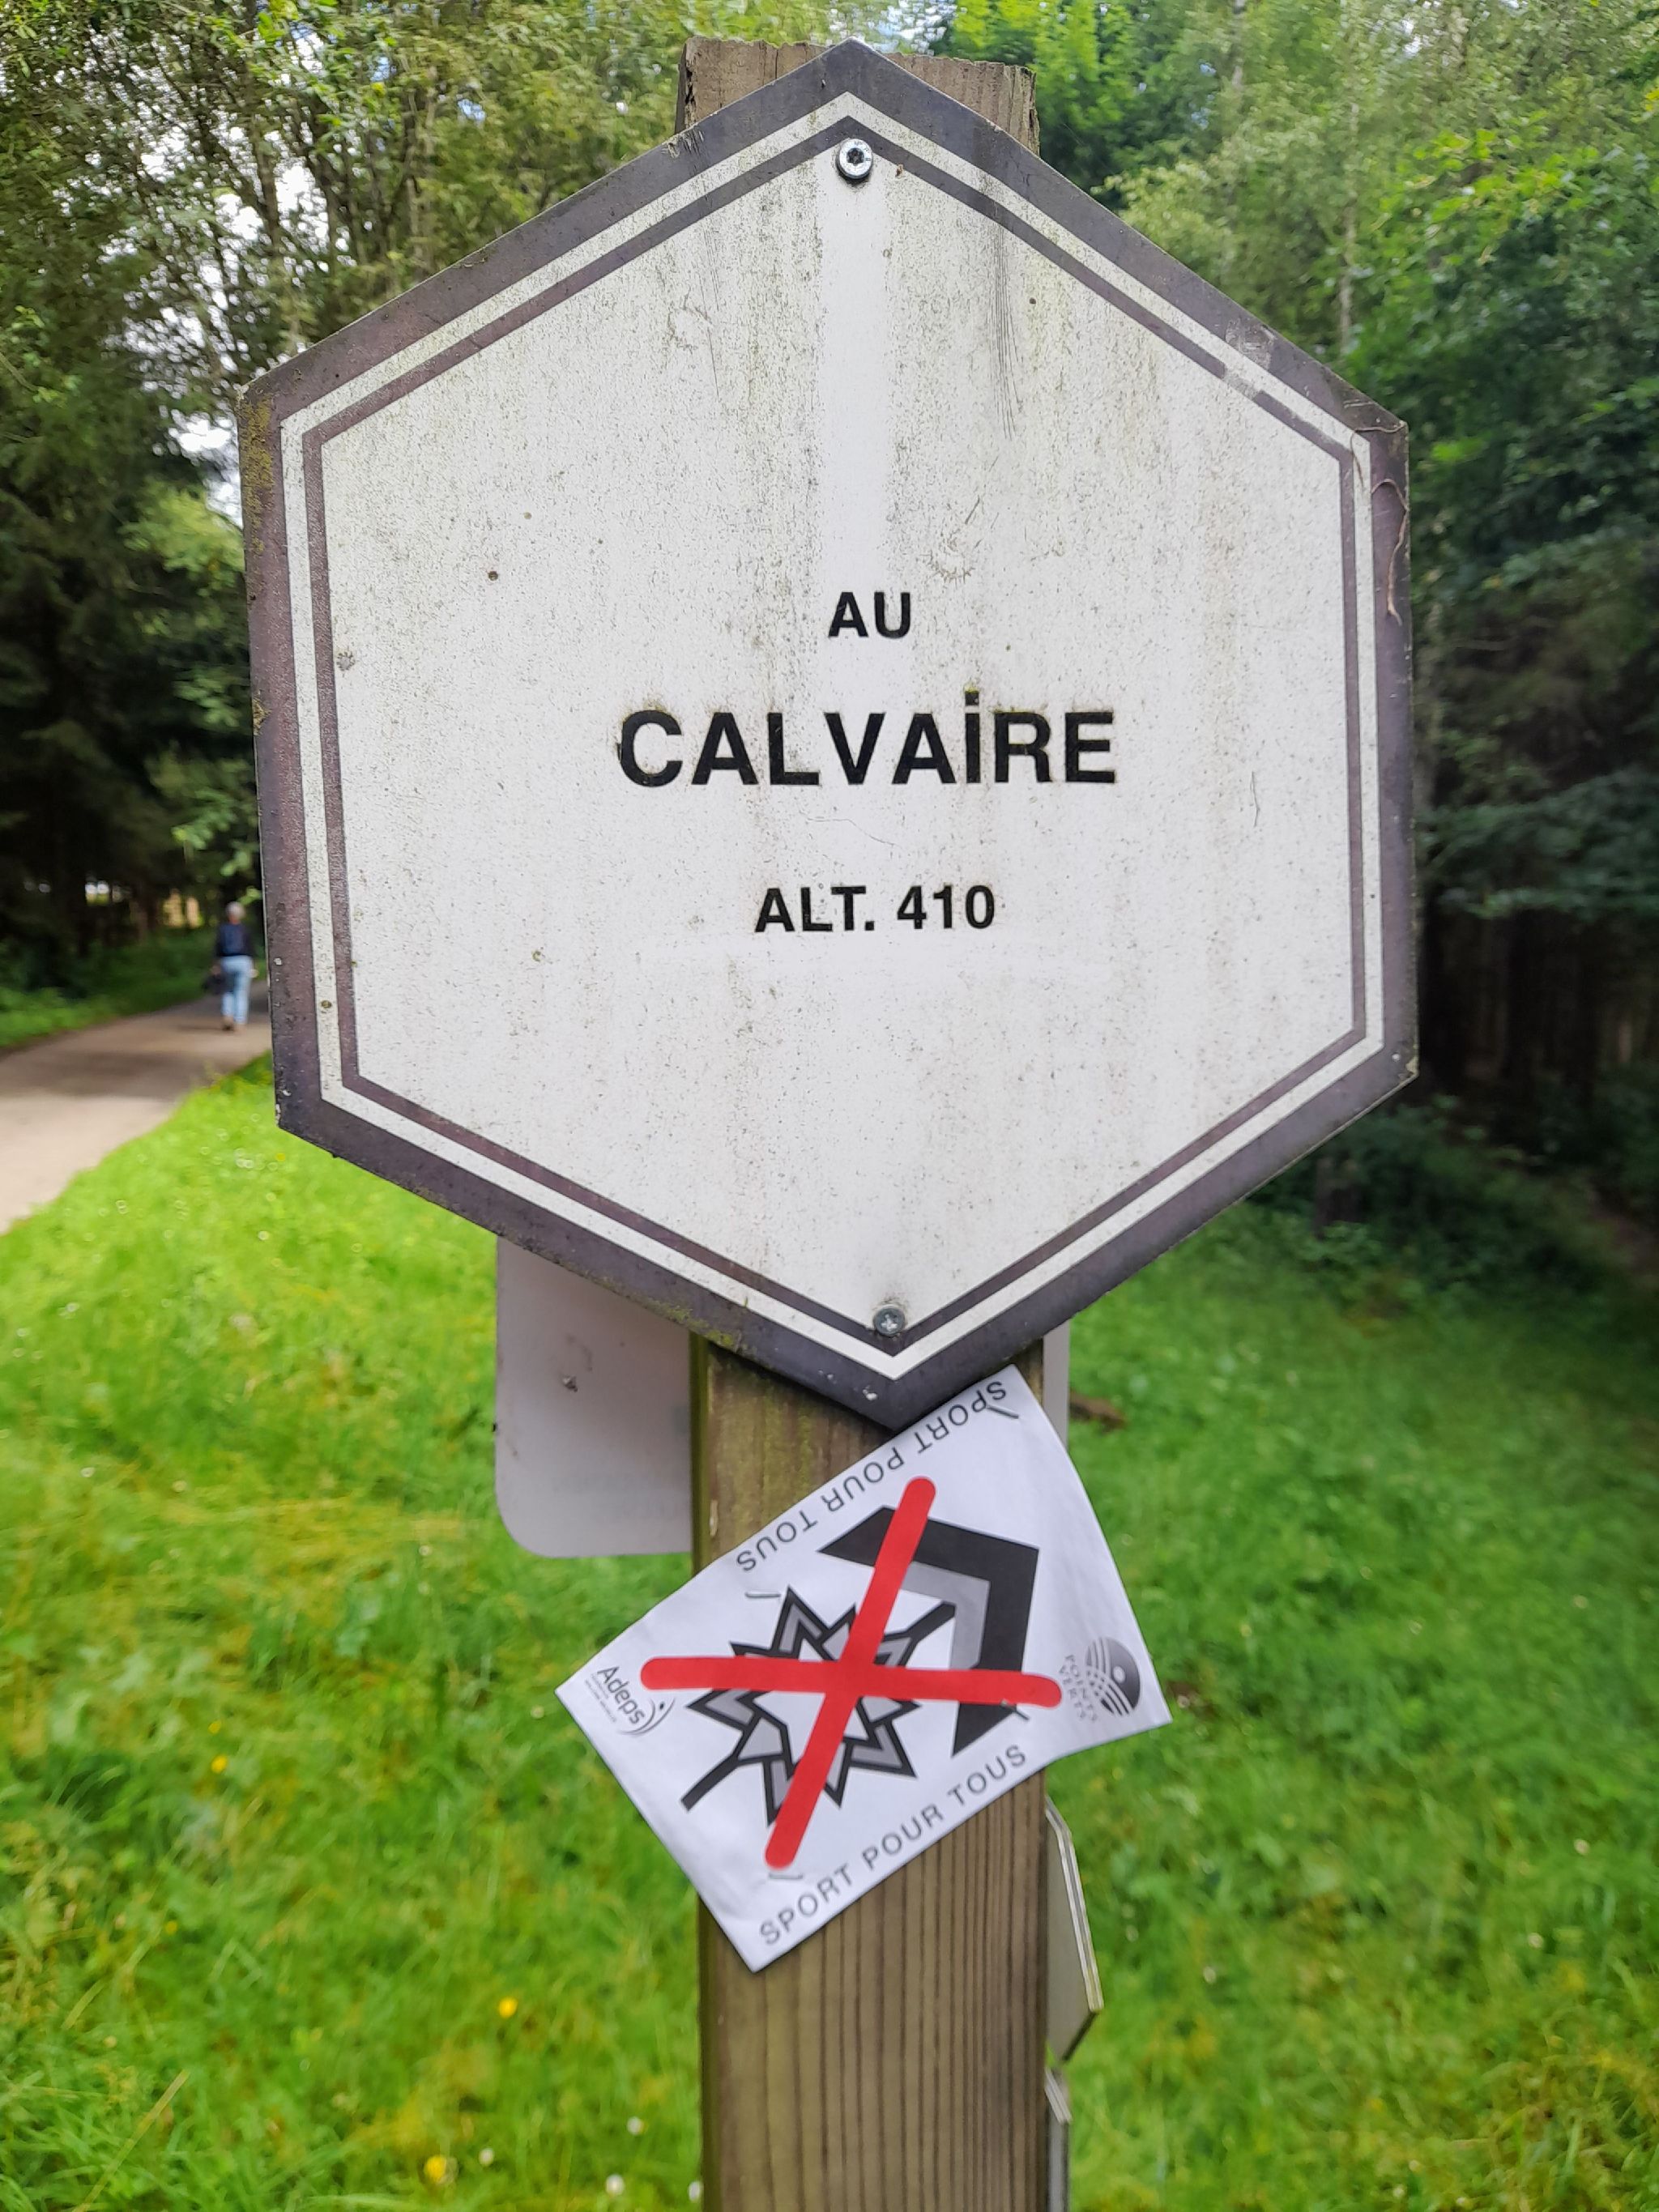 AU
CALVAİRE
ALT. 410
SPORT POUR TOUS
Adeps
POINTS
VERTS
SPORT POUR TOUS